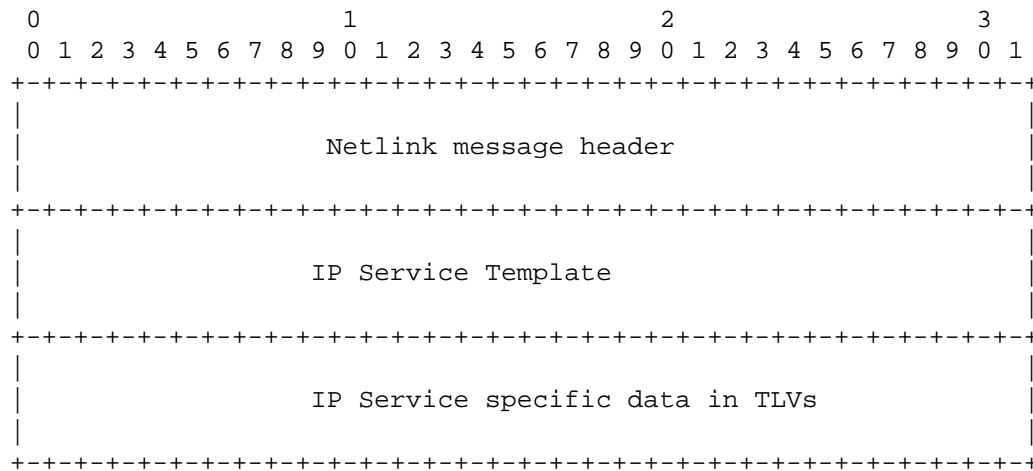 0                   1                   2                   3
 0 1 2 3 4 5 6 7 8 9 0 1 2 3 4 5 6 7 8 9 0 1 2 3 4 5 6 7 8 9 0 1
+-+-+-+-+-+-+-+-+-+-+-+-+-+-+-+-+-+-+-+-+-+-+-+-+-+-+-+-+-+-+-+-+
|                                                               |
|                   Netlink message header                      |
|                                                               |
+-+-+-+-+-+-+-+-+-+-+-+-+-+-+-+-+-+-+-+-+-+-+-+-+-+-+-+-+-+-+-+-+
|                                                               |
|                  IP Service Template                          |
|                                                               |
+-+-+-+-+-+-+-+-+-+-+-+-+-+-+-+-+-+-+-+-+-+-+-+-+-+-+-+-+-+-+-+-+
|                                                               |
|                  IP Service specific data in TLVs             |
|                                                               |
+-+-+-+-+-+-+-+-+-+-+-+-+-+-+-+-+-+-+-+-+-+-+-+-+-+-+-+-+-+-+-+-+